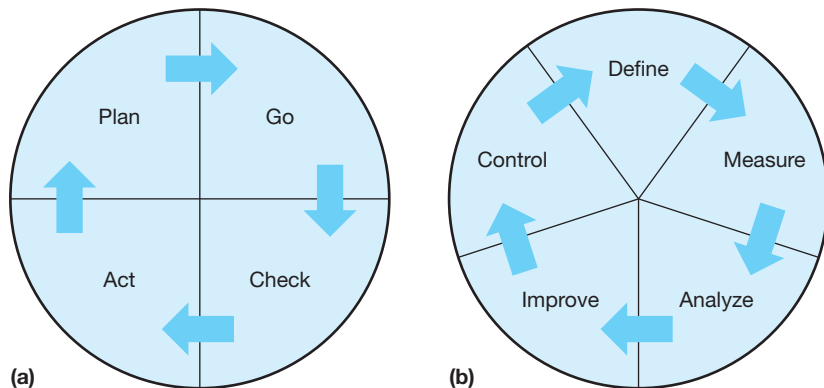 Plan
Go
Act
Check
(a)
Define
Control
Measure
Improve
Analyze
(b)